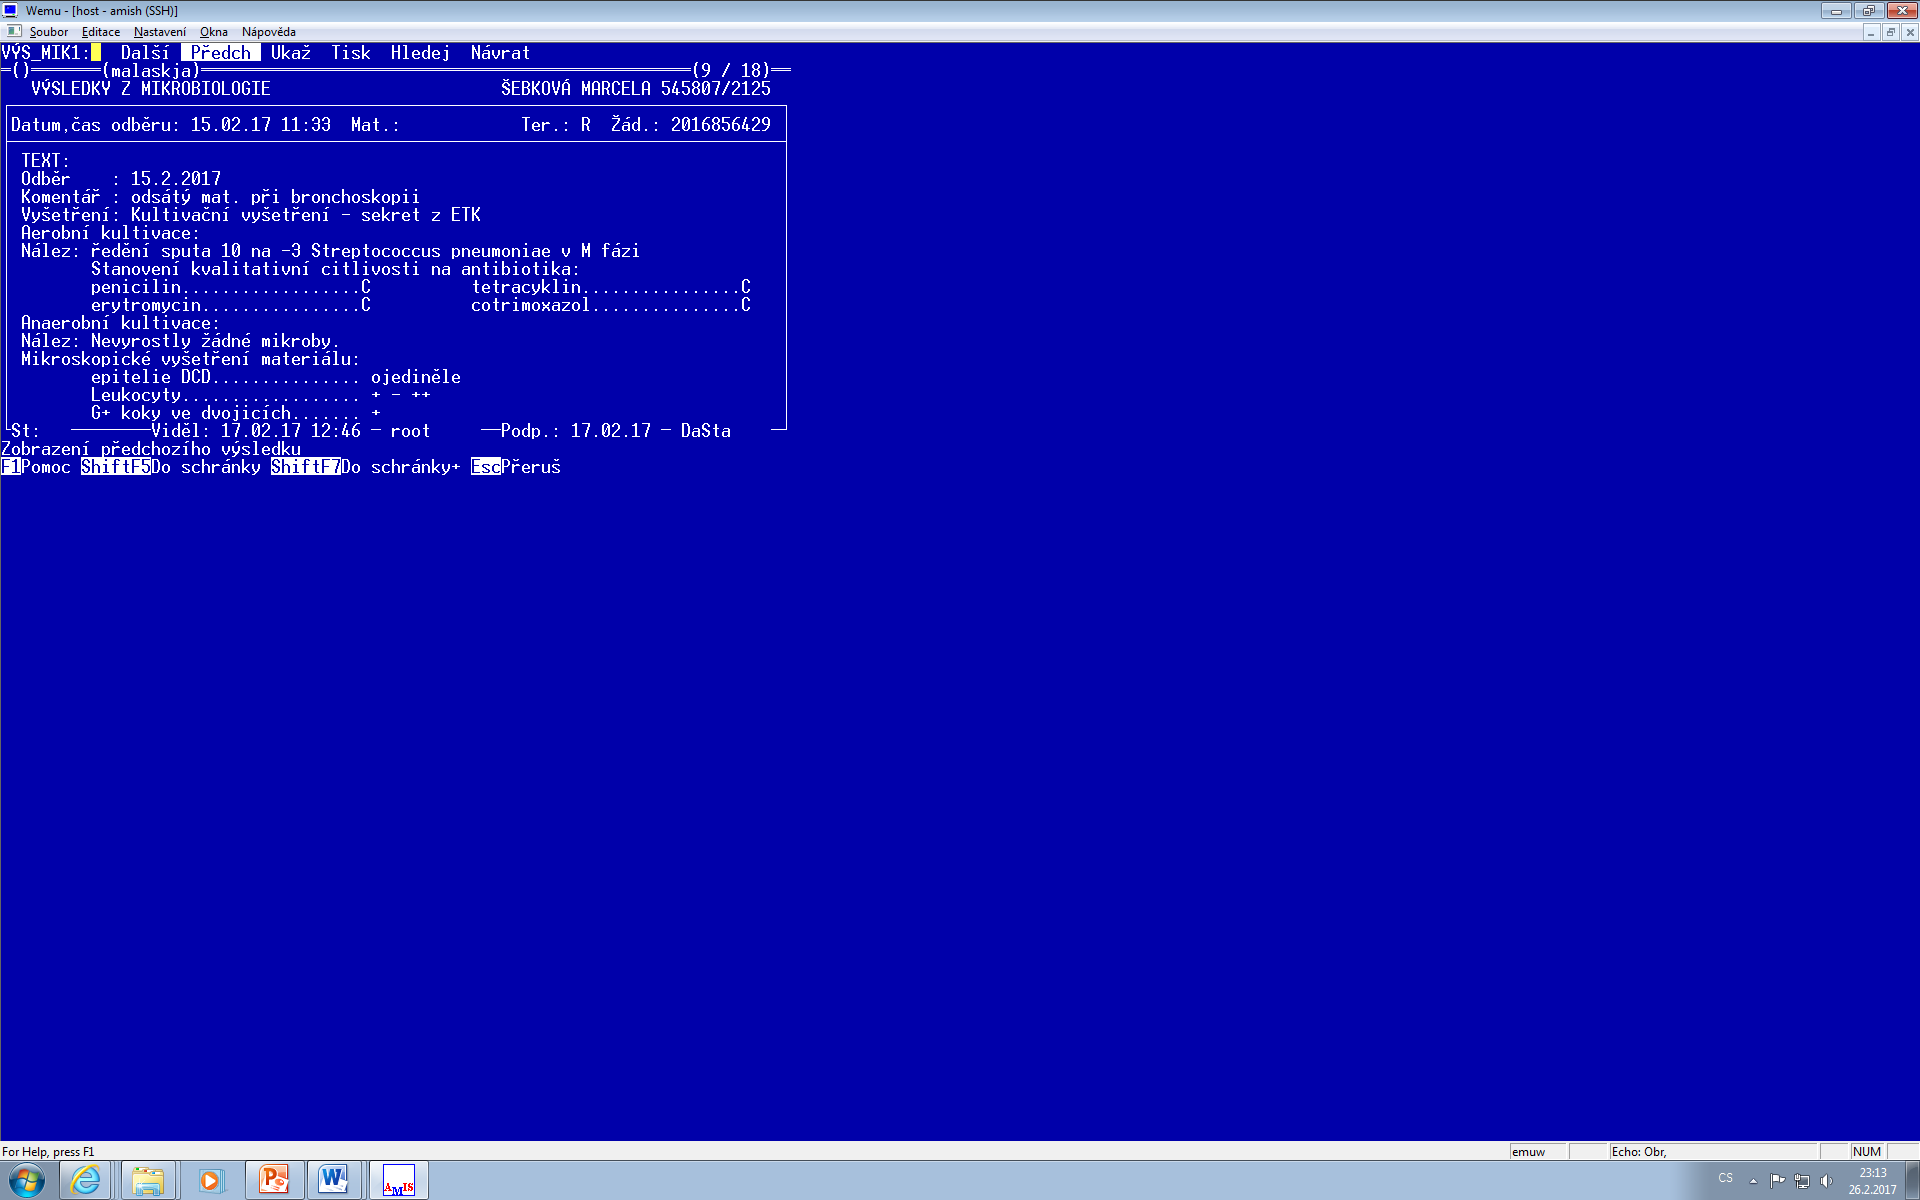 Wemu - [host - amish (SSH)]
Soubor Editace Nastavení Okna Nápověda
VÝS_MIK1: Další Předch Ukaž Tisk Hledej Návrat
=()═══════(malaskja)═════════════════════════════════════════════════(9 / 18)══
VÝSLEDKY Z MIKROBIOLOGIE ŠEBKOVÁ MARCELA 545807/2125
Datum,čas odběru: 15.02.17 11:33 Mat.: Ter.: R Žád.: 2016856429
TEXT:
Odběr : 15.2.2017
Komentář : odsátý mat. při bronchoskopii
Vyšetření: Kultivační vyšetření - sekret z ETK
Aerobní kultivace:
Nález: ředění sputa 10 na -3 Streptococcus pneumoniae v M fázi
Stanovení kvalitativní citlivosti na antibiotika:
penicilin..................C tetracyklin................C
erytromycin................C cotrimoxazol...............C
Anaerobní kultivace:
Nález: Nevyrostly žádné mikroby.
Mikroskopické vyšetření materiálu:
epitelie DCD............... ojediněle
Leukocyty.................. + - ++
G+ koky ve dvojicích....... +
St: Viděl: 17.02.17 12:46 - root Podp.: 17.02.17 - DaSta
Zobrazení předchozího výsledku
F1Pomoc ShiftF5Do schránky ShiftF7Do schránky+ EscPřeruš
For Help, press F1 emuw Echo: Obr, NUM
AMIS CS 23:13
26.2.2017